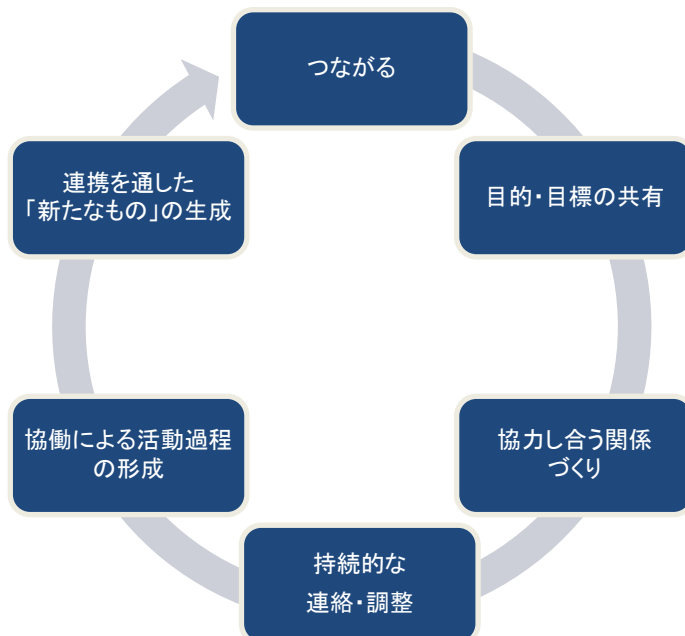 つながる
目的・目標の共有
協力し合う関係
づくり
持続的な
連絡・調整
協働による活動過程
の形成
連携を通した
「新たなもの」の生成